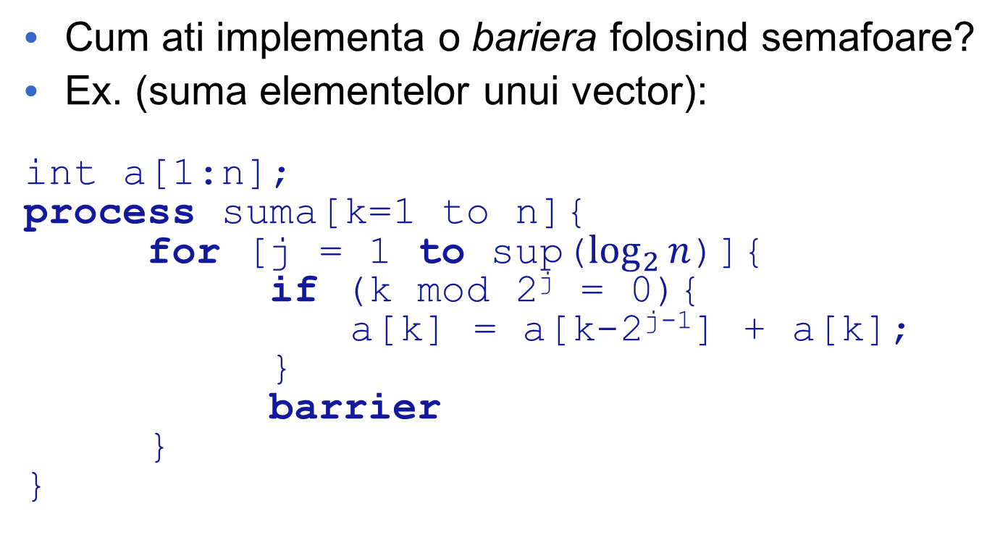 • Cum ati implementa o bariera folosind semafoare?
• Ex. (suma elementelor unui vector):
int a[1:n];
process suma[k=1 to n]{
for [j = 1 to sup(log₂ n)]{
if (k mod 2ʲ = 0){
a[k] = a[k-2ʲ⁻¹] + a[k];
}
barrier
}
}